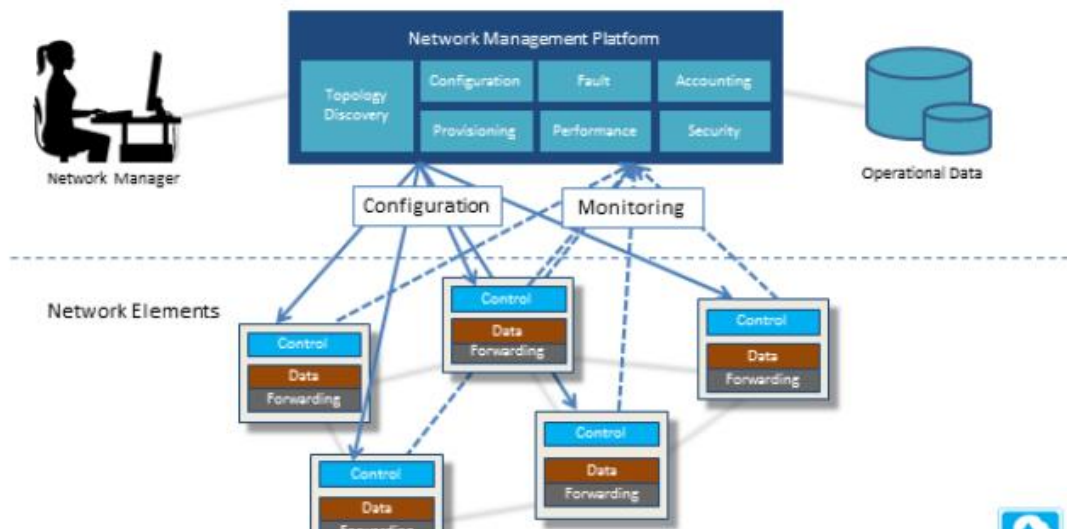 Network Management Platform
Topology
Discovery
Configuration
Fault
Accounting
Provisioning
Performance
Security
Network Manager
Operational Data
Configuration
Monitoring
Network Elements
Control
Data
Forwarding
Control
Data
Forwarding
Control
Data
Forwarding
Control
Data
Forwarding
Control
Data
Forwarding